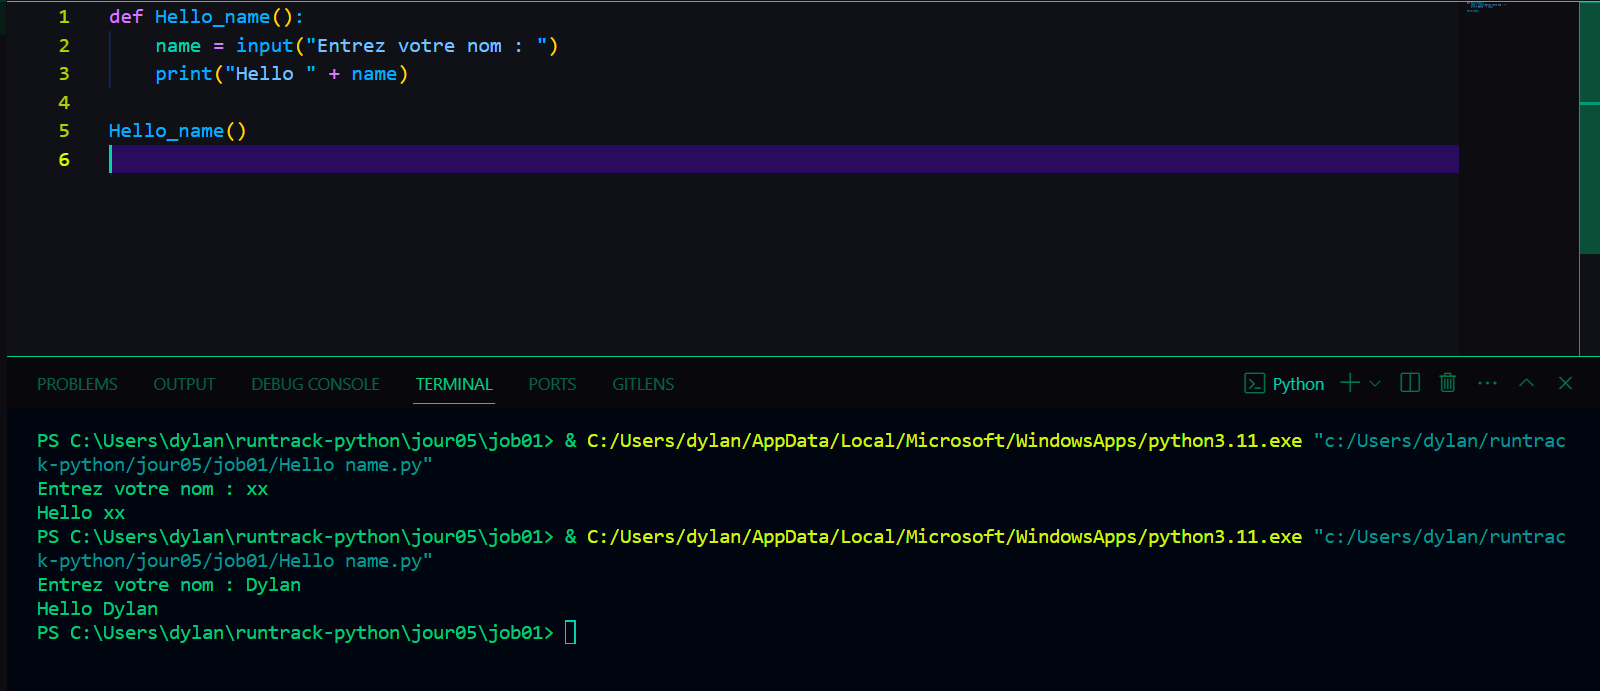 1 def Hello_name():
2 name = input("Entrez votre nom : ")
3 print("Hello " + name)
4
5 Hello_name()
6
PROBLEMS OUTPUT DEBUG CONSOLE TERMINAL PORTS GITLENS Python
PS C:\Users\dylan\runtrack-python\jour05\job01> & C:/Users/dylan/AppData/Local/Microsoft/WindowsApps/python3.11.exe "c:/Users/dylan/runtrac
k-python/jour05/job01/Hello name.py"
Entrez votre nom : xx
Hello xx
PS C:\Users\dylan\runtrack-python\jour05\job01> & C:/Users/dylan/AppData/Local/Microsoft/WindowsApps/python3.11.exe "c:/Users/dylan/runtrac
k-python/jour05/job01/Hello name.py"
Entrez votre nom : Dylan
Hello Dylan
PS C:\Users\dylan\runtrack-python\jour05\job01>